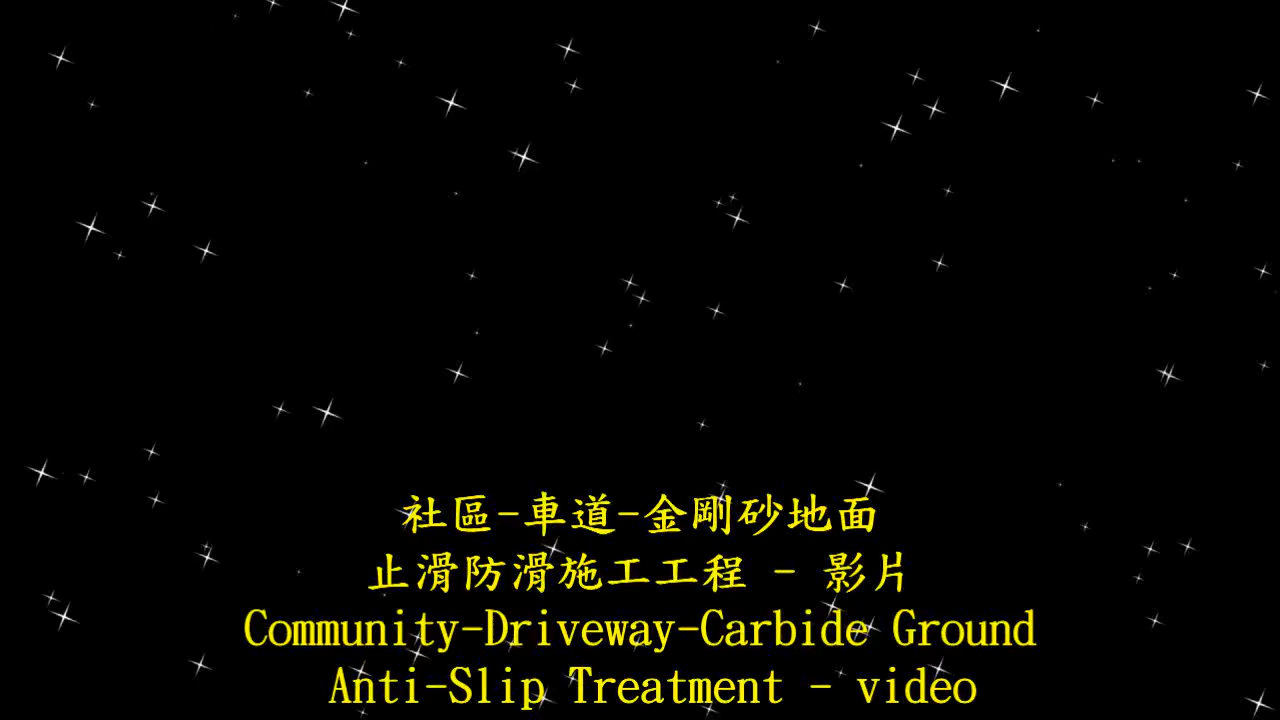 社區-車道-金剛砂地面
止滑防滑施工工程 - 影片
Community-Driveway-Carbide Ground
Anti-Slip Treatment - video